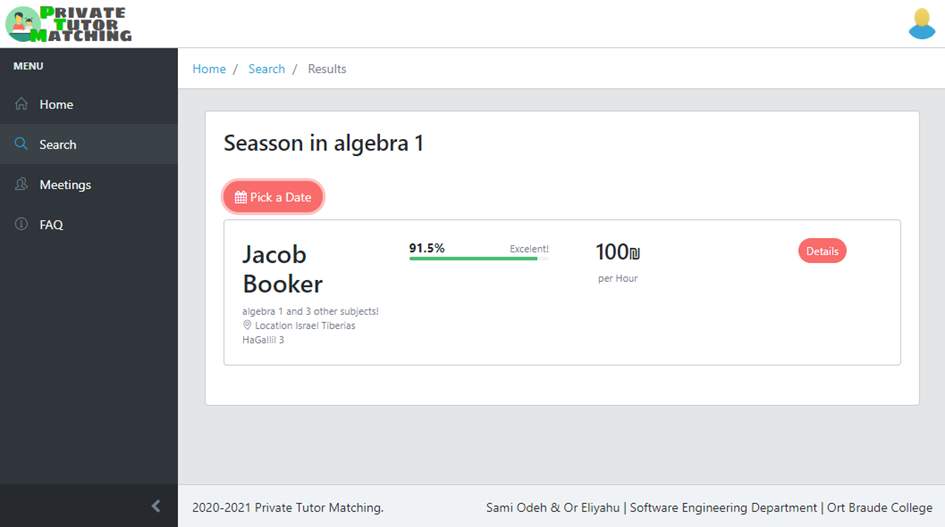 PRIVATE
TUTOR
MATCHING
MENU
Home
Search
Meetings
FAQ
Home / Search / Results
Seasson in algebra 1
Pick a Date
Jacob
Booker
algebra 1 and 3 other subjects!
Location Israel Tiberias
HaGallil 3
91.5% Excelent!
100₪
per Hour
Details
2020-2021 Private Tutor Matching. Sami Odeh & Or Eliyahu | Software Engineering Department | Ort Braude College